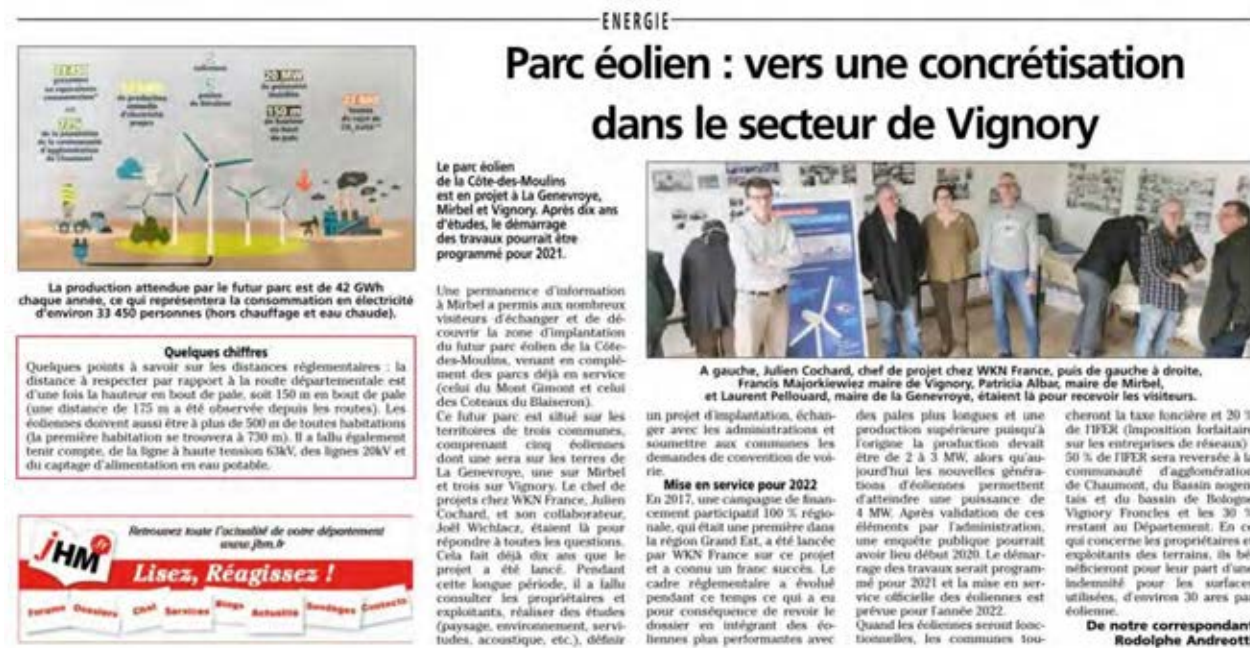 ENERGIE
Parc éolien : vers une concrétisation
dans le secteur de Vignory
20 MW
150 m
La production attendue par le futur parc est de 42 GWh
chaque année, ce qui représentera la consommation en électricité
d'environ 33 450 personnes (hors chauffage et eau chaude).
Quelques chiffres
Quelques points à savoir sur les distances réglementaires : la
distance à respecter par rapport à la route départementale est
d'une fois la hauteur en bout de pale, soit 150 m en bout de pale
(une distance de 175 m a été observée depuis les routes). Les
éoliennes doivent aussi être à plus de 500 m de toutes habitations
(la première habitation se trouvera à 730 m). Il a fallu également
tenir compte, de la ligne à haute tension 63kV, des lignes 20kV et
du captage d'alimentation en eau potable.
jHM.fr
Retrouvez toute l'actualité de votre département
www.jhm.fr
Lisez, Réagissez !
Forums Dossiers Chat Services Blogs Actualité Sondages Contacts
Le parc éolien
de la Côte-des-Moulins
est en projet à La Genevroye,
Mirbel et Vignory. Après dix ans
d'études, le démarrage
des travaux pourrait être
programmé pour 2021.
Une permanence d'information
à Mirbel a permis aux nombreux
visiteurs d'échanger et de dé-
couvrir la zone d'implantation
du futur parc éolien de la Côte-
des-Moulins, venant en complé-
ment des parcs déjà en service
(celui du Mont Gimont et celui
des Coteaux du Blaiseron).
Ce futur parc est situé sur les
territoires de trois communes,
comprenant cinq éoliennes
dont une sera sur les terres de
La Genevroye, une sur Mirbel
et trois sur Vignory. Le chef de
projets chez WKN France, Julien
Cochard, et son collaborateur,
Joël Wichlacz, étaient là pour
répondre à toutes les questions.
Cela fait déjà dix ans que le
projet a été lancé. Pendant
cette longue période, il a fallu
consulter les propriétaires et
exploitants, réaliser des études
(paysage, environnement, servi-
tudes, acoustique, etc.), définir
A gauche, Julien Cochard, chef de projet chez WKN France, puis de gauche à droite,
Francis Majorkiewiez maire de Vignory, Patricia Albar, maire de Mirbel,
et Laurent Pellouard, maire de la Genevroye, étaient là pour recevoir les visiteurs.
un projet d'implantation, échan-
ger avec les administrations et
soumettre aux communes les
demandes de convention de voi-
rie.
Mise en service pour 2022
En 2017, une campagne de finan-
cement participatif 100 % régio-
nale, qui était une première dans
la région Grand Est, a été lancée
par WKN France sur ce projet
et a connu un franc succès. Le
cadre réglementaire a évolué
pendant ce temps ce qui a eu
pour conséquence de revoir le
dossier en intégrant des éo-
liennes plus performantes avec
des pales plus longues et une
production supérieure puisqu'à
l'origine la production devait
être de 2 à 3 MW, alors qu'au-
jourd'hui les nouvelles généra-
tions d'éoliennes permettent
d'atteindre une puissance de
4 MW. Après validation de ces
éléments par l'administration,
une enquête publique pourrait
avoir lieu début 2020. Le démar-
rage des travaux serait program-
mé pour 2021 et la mise en ser-
vice officielle des éoliennes est
prévue pour l'année 2022.
Quand les éoliennes seront fonc-
tionnelles, les communes tou-
cheront la taxe foncière et 20 %
de l'IFER (Imposition forfaitaire
sur les entreprises de réseaux)
50 % de l'IFER sera reversée à la
communauté d'agglomération
de Chaumont, du Bassin nogen-
tais et du bassin de Bologne
Vignory Froncles et les 30 %
restant au Département. En ce
qui concerne les propriétaires et
exploitants des terrains, ils bé-
néficieront pour leur part d'une
indemnité pour les surfaces
utilisées, d'environ 30 ares par
éolienne.
De notre correspondant
Rodolphe Andreotti